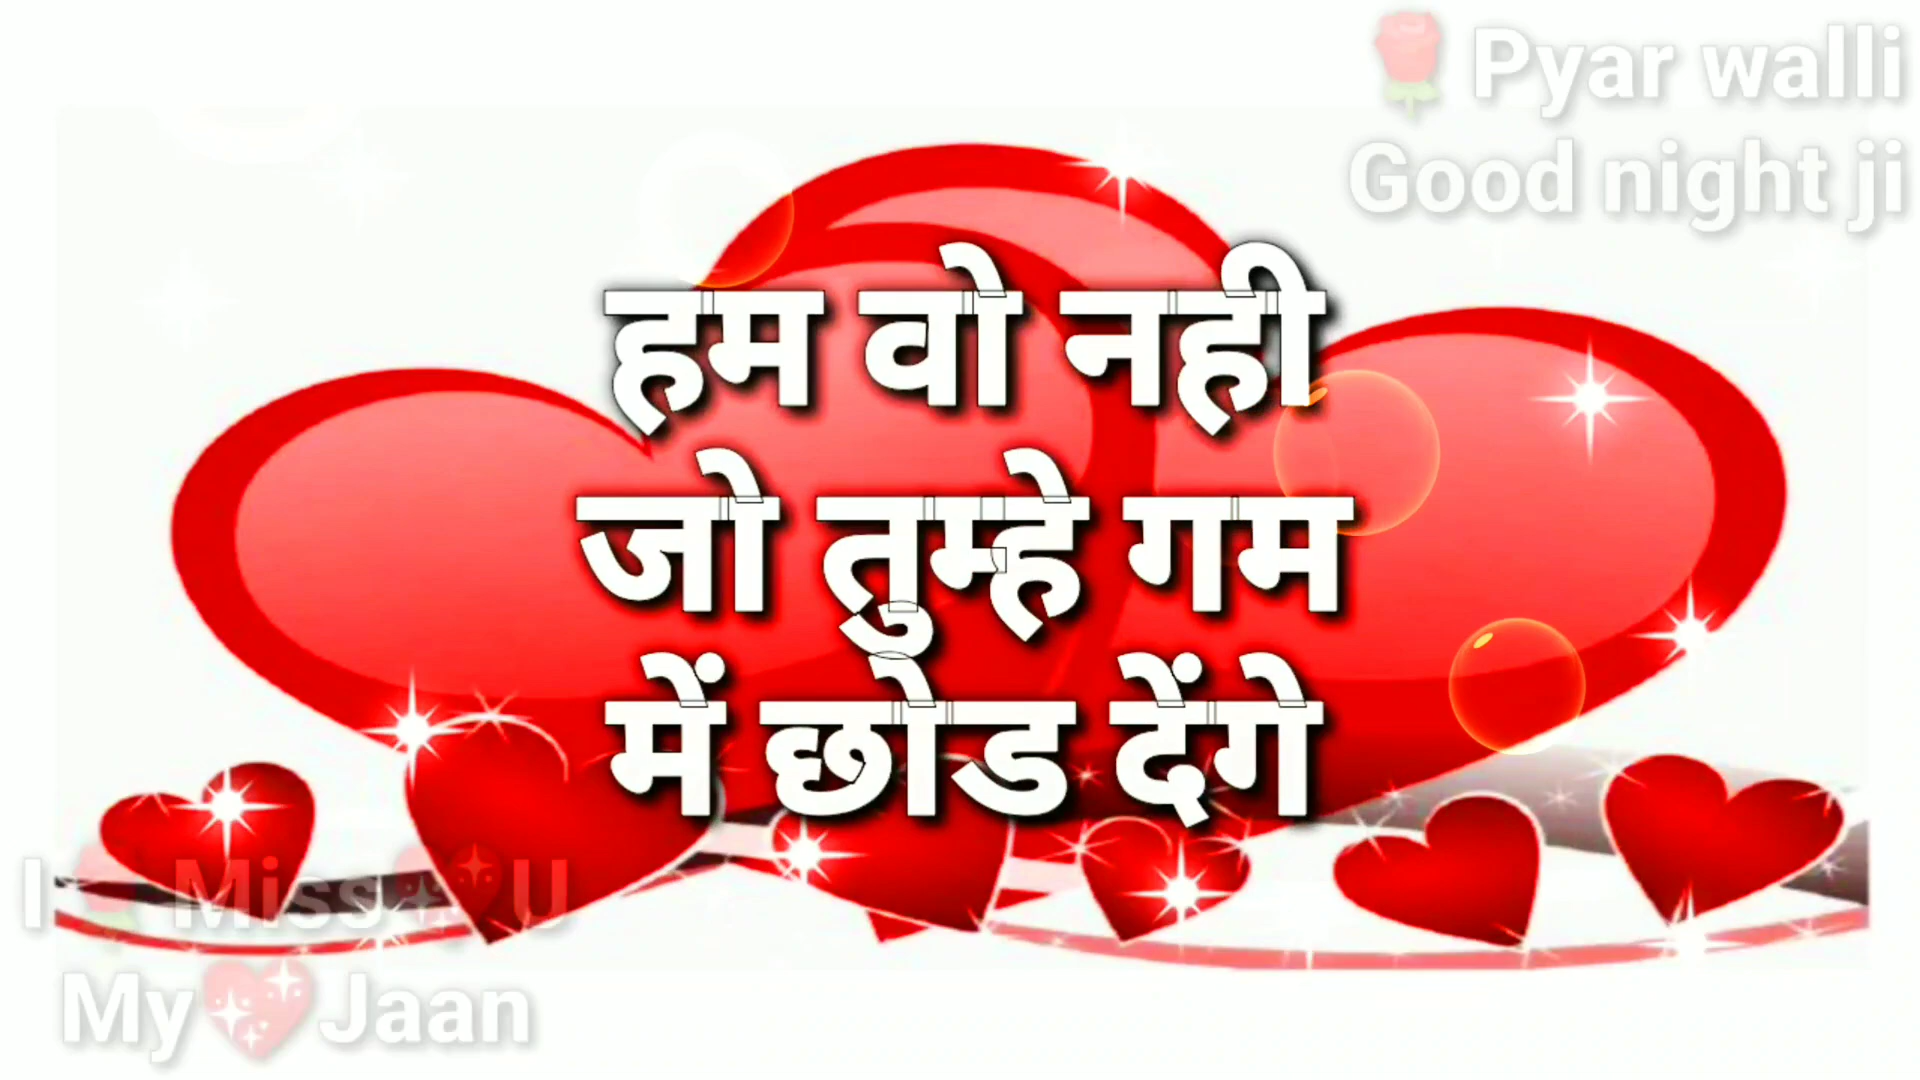 🌹Pyar walli
Good night ji
हम वो नही
जो तुम्हे गम
में छोड देंगे
I🌹Miss💖U
My💖Jaan